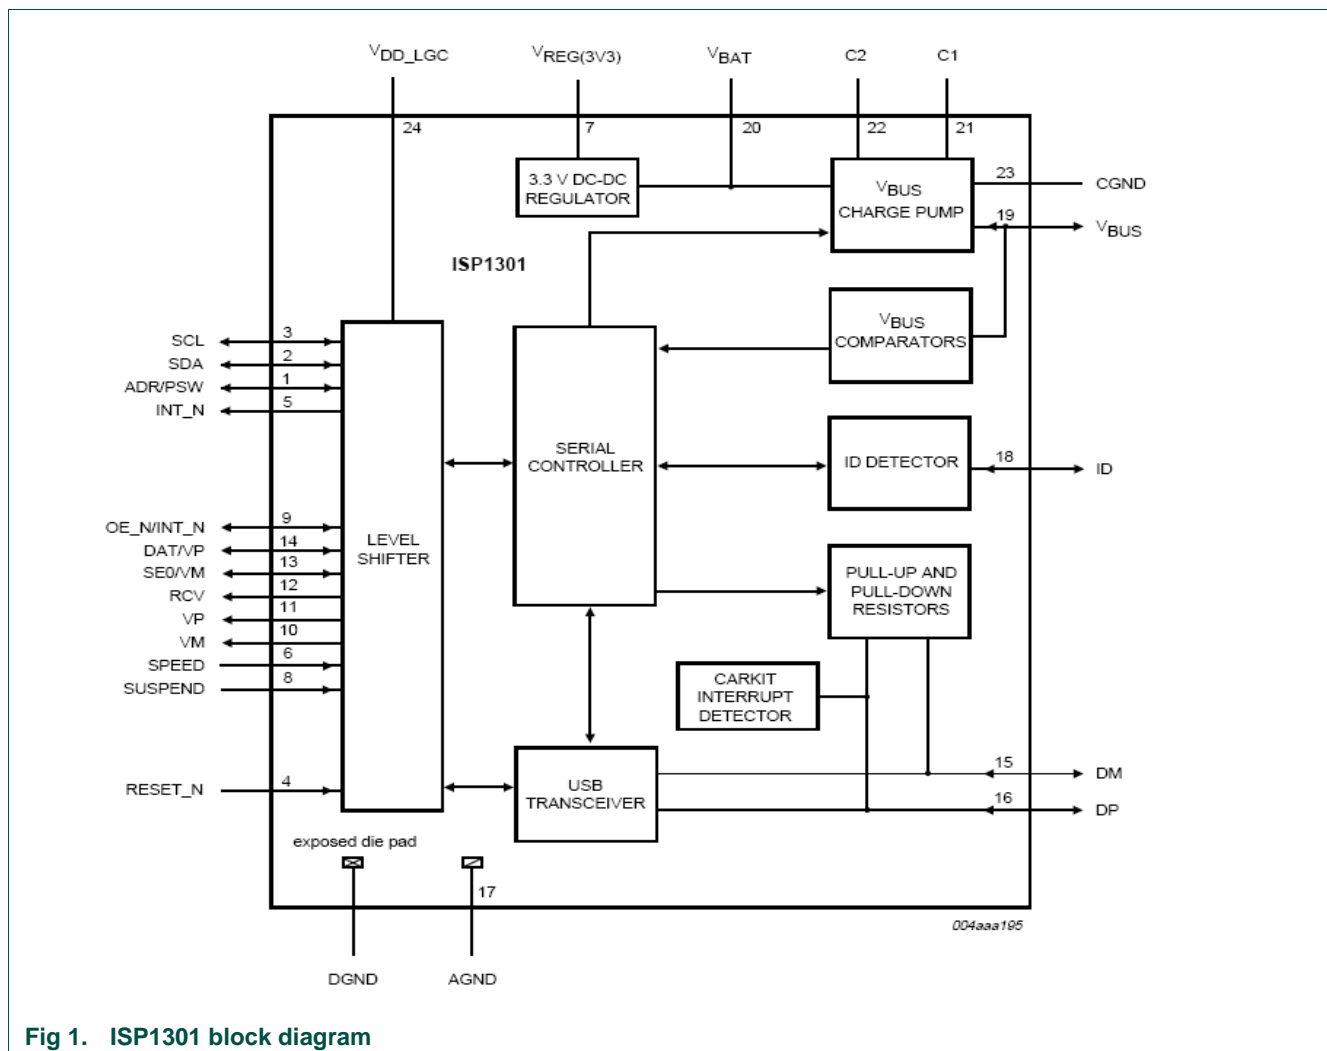 VDD_LGC
VREG(3V3)
VBAT
C2
C1
24
7
20
22
21
3.3 V DC-DC
REGULATOR
VBUS
CHARGE PUMP
23
CGND
19
VBUS
ISP1301
VBUS
COMPARATORS
SCL
3
SDA
2
ADR/PSW
1
INT_N
5
SERIAL
CONTROLLER
ID DETECTOR
18
ID
OE_N/INT_N
9
DAT/VP
14
SE0/VM
13
RCV
12
VP
11
VM
10
SPEED
6
SUSPEND
8
LEVEL
SHIFTER
PULL-UP AND
PULL-DOWN
RESISTORS
CARKIT
INTERRUPT
DETECTOR
RESET_N
4
USB
TRANSCEIVER
15
DM
16
DP
exposed die pad
17
004aaa195
DGND
AGND
Fig 1. ISP1301 block diagram